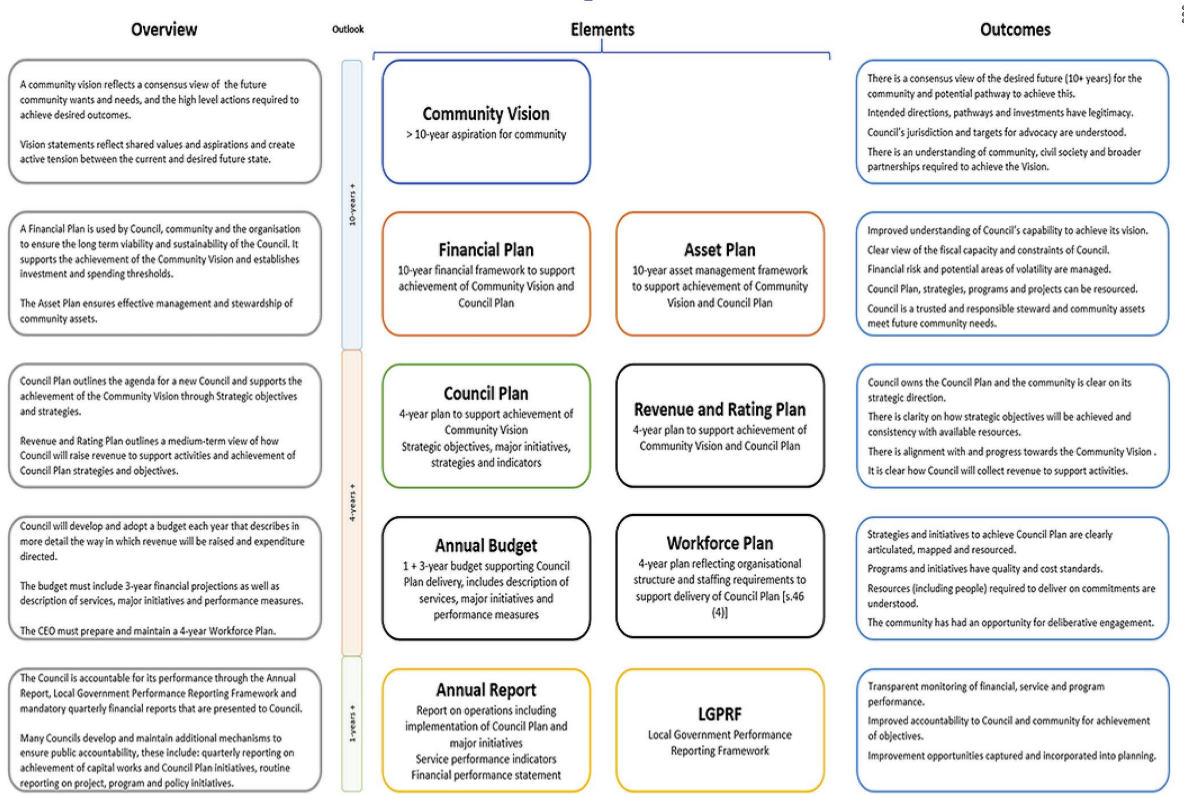 Overview
Outlook
Elements
Outcomes
A community vision reflects a consensus view of the future
community wants and needs, and the high level actions required to
achieve desired outcomes.
Vision statements reflect shared values and aspirations and create
active tension between the current and desired future state.
10-years +
Community Vision
> 10-year aspiration for community
There is a consensus view of the desired future (10+ years) for the
community and potential pathway to achieve this.
Intended directions, pathways and investments have legitimacy.
Council's jurisdiction and targets for advocacy are understood.
There is an understanding of community, civil society and broader
partnerships required to achieve the Vision.
A Financial Plan is used by Council, community and the organisation
to ensure the long term viability and sustainability of the Council. It
supports the achievement of the Community Vision and establishes
investment and spending thresholds.
The Asset Plan ensures effective management and stewardship of
community assets.
Financial Plan
10-year financial framework to support
achievement of Community Vision and
Council Plan
Asset Plan
10-year asset management framework
to support achievement of Community
Vision and Council Plan
Improved understanding of Council's capability to achieve its vision.
Clear view of the fiscal capacity and constraints of Council.
Financial risk and potential areas of volatility are managed.
Council Plan, strategies, programs and projects can be resourced.
Council is a trusted and responsible steward and community assets
meet future community needs.
Council Plan outlines the agenda for a new Council and supports the
achievement of the Community Vision through Strategic objectives
and strategies.
Revenue and Rating Plan outlines a medium-term view of how
Council will raise revenue to support activities and achievement of
Council Plan strategies and objectives.
4-years +
Council Plan
4-year plan to support achievement of
Community Vision
Strategic objectives, major initiatives,
strategies and indicators
Revenue and Rating Plan
4-year plan to support achievement of
Community Vision and Council Plan
Council owns the Council Plan and the community is clear on its
strategic direction.
There is clarity on how strategic objectives will be achieved and
consistency with available resources.
There is alignment with and progress towards the Community Vision .
It is clear how Council will collect revenue to support activities.
Council will develop and adopt a budget each year that describes in
more detail the way in which revenue will be raised and expenditure
directed.
The budget must include 3-year financial projections as well as
description of services, major initiatives and performance measures.
The CEO must prepare and maintain a 4-year Workforce Plan.
Annual Budget
1 + 3-year budget supporting Council
Plan delivery, includes description of
services, major initiatives and
performance measures
Workforce Plan
4-year plan reflecting organisational
structure and staffing requirements to
support delivery of Council Plan [s.46
(4)]
Strategies and initiatives to achieve Council Plan are clearly
articulated, mapped and resourced.
Programs and initiatives have quality and cost standards.
Resources (including people) required to deliver on commitments are
understood.
The community has had an opportunity for deliberative engagement.
The Council is accountable for its performance through the Annual
Report, Local Government Performance Reporting Framework and
mandatory quarterly financial reports that are presented to Council.
Many Councils develop and maintain additional mechanisms to
ensure public accountability, these include: quarterly reporting on
achievement of capital works and Council Plan initiatives, routine
reporting on project, program and policy initiatives.
1-years +
Annual Report
Report on operations including
implementation of Council Plan and
major initiatives
Service performance indicators
Financial performance statement
LGPRF
Local Government Performance
Reporting Framework
Transparent monitoring of financial, service and program
performance.
Improved accountability to Council and community for achievement
of objectives.
Improvement opportunities captured and incorporated into planning.